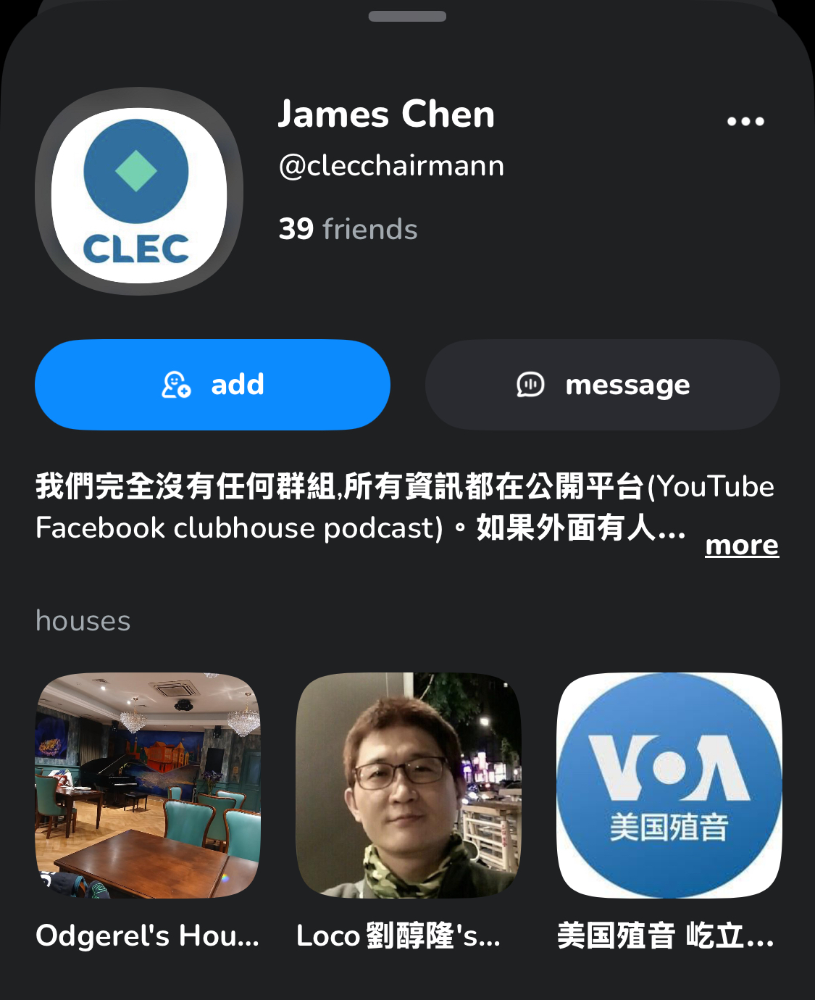 James Chen
@clecchairmann
39 friends
CLEC
add
message
我們完全沒有任何群組,所有資訊都在公開平台(YouTube
Facebook clubhouse podcast)。如果外面有人...
more
houses
VOA
美国殖音
Odgerel's Hou...
Loco 劉醇隆's...
美国殖音 屹立...